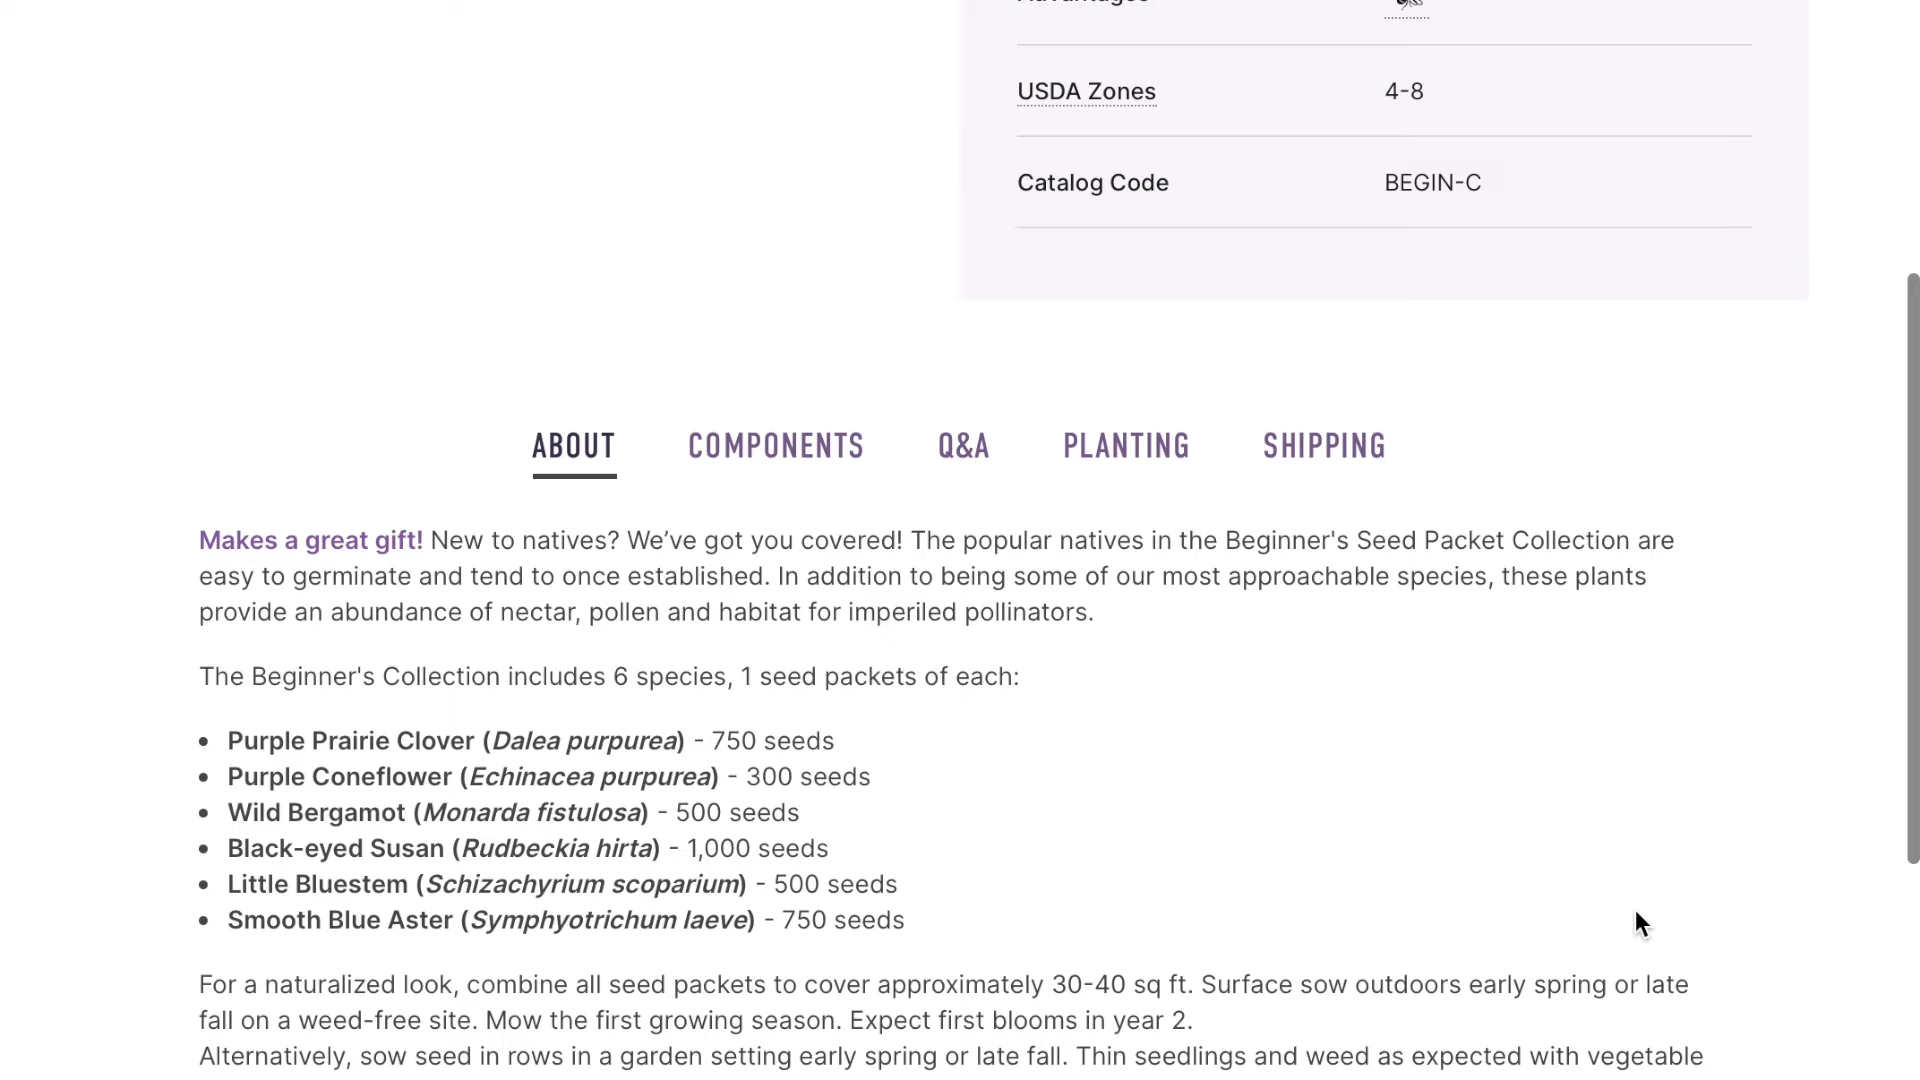 Advantages
USDA Zones 4-8
Catalog Code BEGIN-C
ABOUT COMPONENTS Q&A PLANTING SHIPPING
Makes a great gift! New to natives? We’ve got you covered! The popular natives in the Beginner's Seed Packet Collection are
easy to germinate and tend to once established. In addition to being some of our most approachable species, these plants
provide an abundance of nectar, pollen and habitat for imperiled pollinators.
The Beginner's Collection includes 6 species, 1 seed packets of each:
• Purple Prairie Clover (Dalea purpurea) - 750 seeds
• Purple Coneflower (Echinacea purpurea) - 300 seeds
• Wild Bergamot (Monarda fistulosa) - 500 seeds
• Black-eyed Susan (Rudbeckia hirta) - 1,000 seeds
• Little Bluestem (Schizachyrium scoparium) - 500 seeds
• Smooth Blue Aster (Symphyotrichum laeve) - 750 seeds
For a naturalized look, combine all seed packets to cover approximately 30-40 sq ft. Surface sow outdoors early spring or late
fall on a weed-free site. Mow the first growing season. Expect first blooms in year 2.
Alternatively, sow seed in rows in a garden setting early spring or late fall. Thin seedlings and weed as expected with vegetable